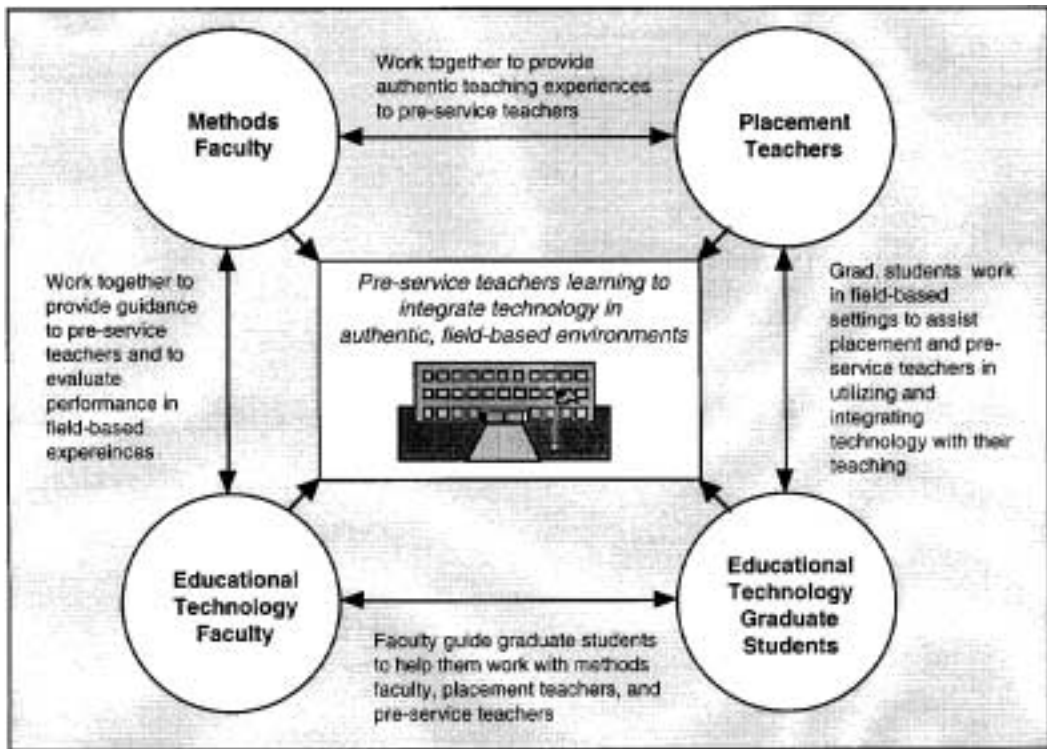 Methods
Faculty
Work together to provide
authentic teaching experiences
to pre-service teachers
Placement
Teachers
Work together to
provide guidance
to pre-service
teachers and to
evaluate
performance in
field-based
expereinces
Pre-service teachers learning to
integrate technology in
authentic, field-based environments
Grad. students work
in field-based
settings to assist
placement and pre-
service teachers in
utilizing and
integrating
technology with their
teaching
Educational
Technology
Faculty
Faculty guide graduate students
to help them work with methods
faculty, placement teachers, and
pre-service teachers
Educational
Technology
Graduate
Students